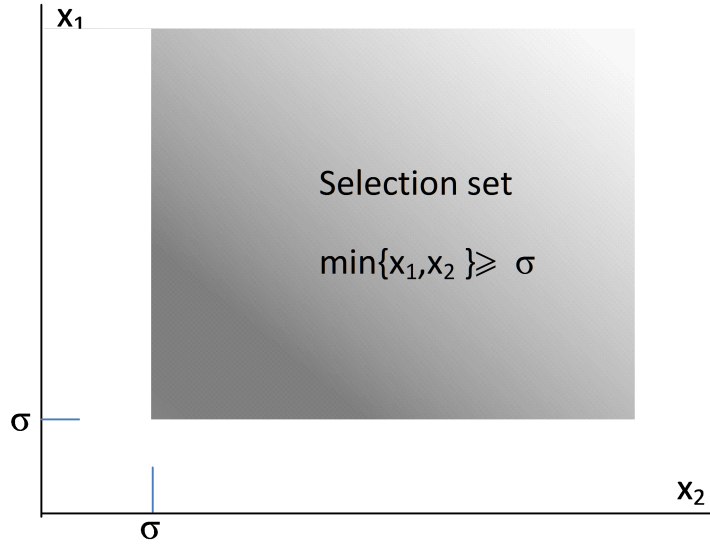 x₁
Selection set
min{x₁,x₂ }⩾ σ
σ
x₂
σ